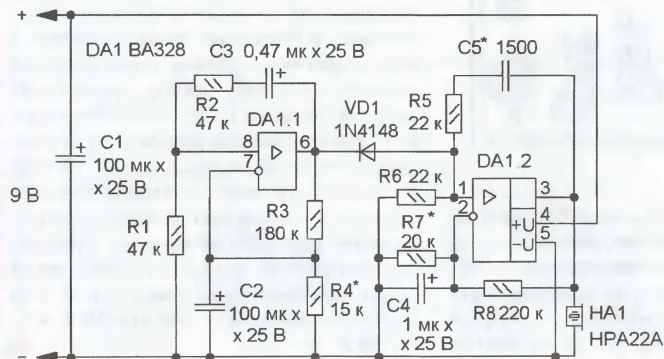 +
DA1 BA328
C3 0,47 мк х 25 В
C5* 1500
R2
47 к
DA1.1
VD1
1N4148
R5
22 к
8
7
6
C1
100 мк х
х 25 В
DA1.2
R6 22 к
1
2
3
4
5
+U
-U
9 В
R1
47 к
R3
180 к
R7*
20 к
C2
100 мк х
х 25 В
R4*
15 к
C4
1 мк х
х 25 В
R8 220 к
HA1
HPA22A
–